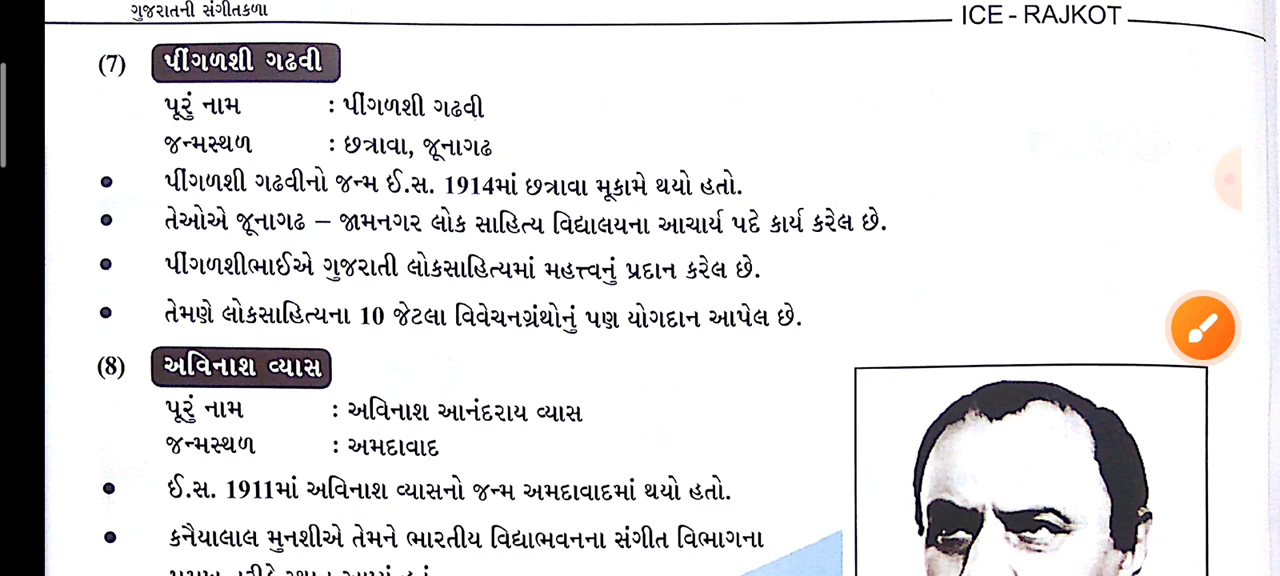 ગુજરાતની સંગીતકળા
ICE - RAJKOT
(7) પીંગળશી ગઢવી
પૂરું નામ : પીંગળશી ગઢવી
જન્મસ્થળ : છત્રાવા, જૂનાગઢ
• પીંગળશી ગઢવીનો જન્મ ઈ.સ. 1914માં છત્રાવા મૂકામે થયો હતો.
• તેઓએ જૂનાગઢ – જામનગર લોક સાહિત્ય વિદ્યાલયના આચાર્ય પદે કાર્ય કરેલ છે.
• પીંગળશીભાઈએ ગુજરાતી લોકસાહિત્યમાં મહત્ત્વનું પ્રદાન કરેલ છે.
• તેમણે લોકસાહિત્યના 10 જેટલા વિવેચનગ્રંથોનું પણ યોગદાન આપેલ છે.
(8) અવિનાશ વ્યાસ
પૂરું નામ : અવિનાશ આનંદરાય વ્યાસ
જન્મસ્થળ : અમદાવાદ
• ઈ.સ. 1911માં અવિનાશ વ્યાસનો જન્મ અમદાવાદમાં થયો હતો.
• કનૈયાલાલ મુનશીએ તેમને ભારતીય વિદ્યાભવનના સંગીત વિભાગના